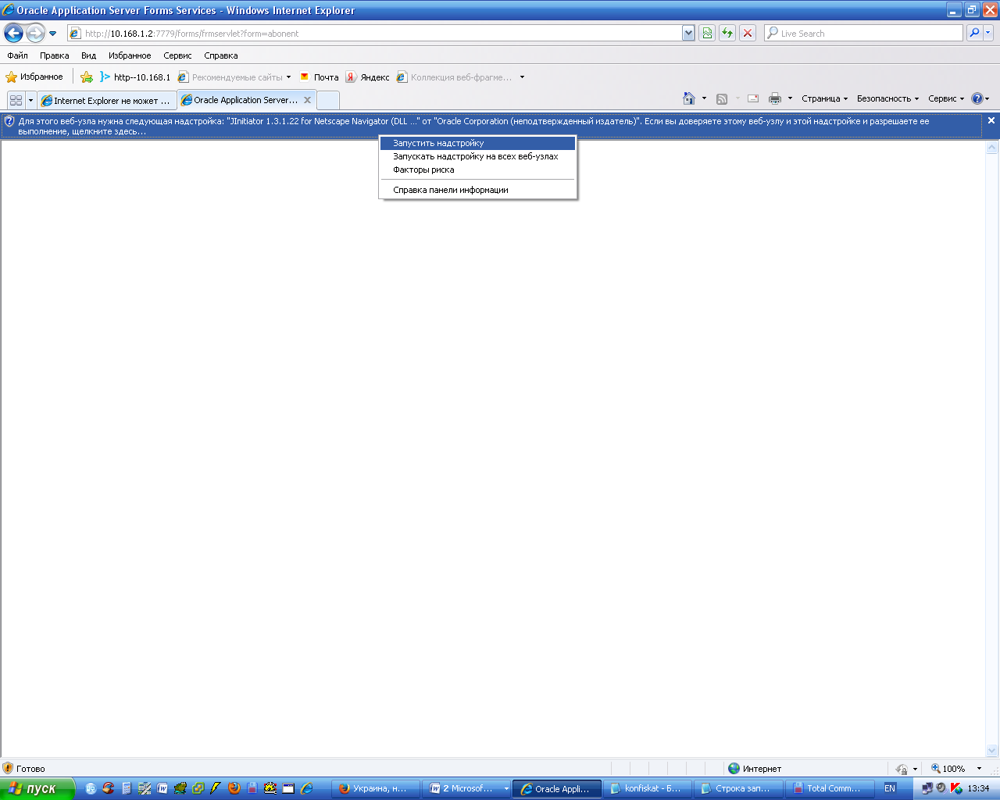 Oracle Application Server Forms Services - Windows Internet Explorer
http://10.168.1.2:7779/forms/frmservlet?form=abonent
Live Search
Файл Правка Вид Избранное Сервис Справка
Избранное http--10.168.1 Рекомендуемые сайты Почта Яндекс Коллекция веб-фрагме...
Internet Explorer не может ... Oracle Application Server... Страница Безопасность Сервис
Для этого веб-узла нужна следующая надстройка: "JInitiator 1.3.1.22 for Netscape Navigator (DLL ..." от "Oracle Corporation (неподтвержденный издатель)". Если вы доверяете этому веб-узлу и этой надстройке и разрешаете ее
выполнение, щелкните здесь...
Запустить надстройку
Запускать надстройку на всех веб-узлах
Факторы риска
Справка панели информации
Готово Интернет 100%
пуск Украина, н... 2 Microsof... Oracle Appli... konfiskat - Б... Строка зап... Total Comm... EN 13:34